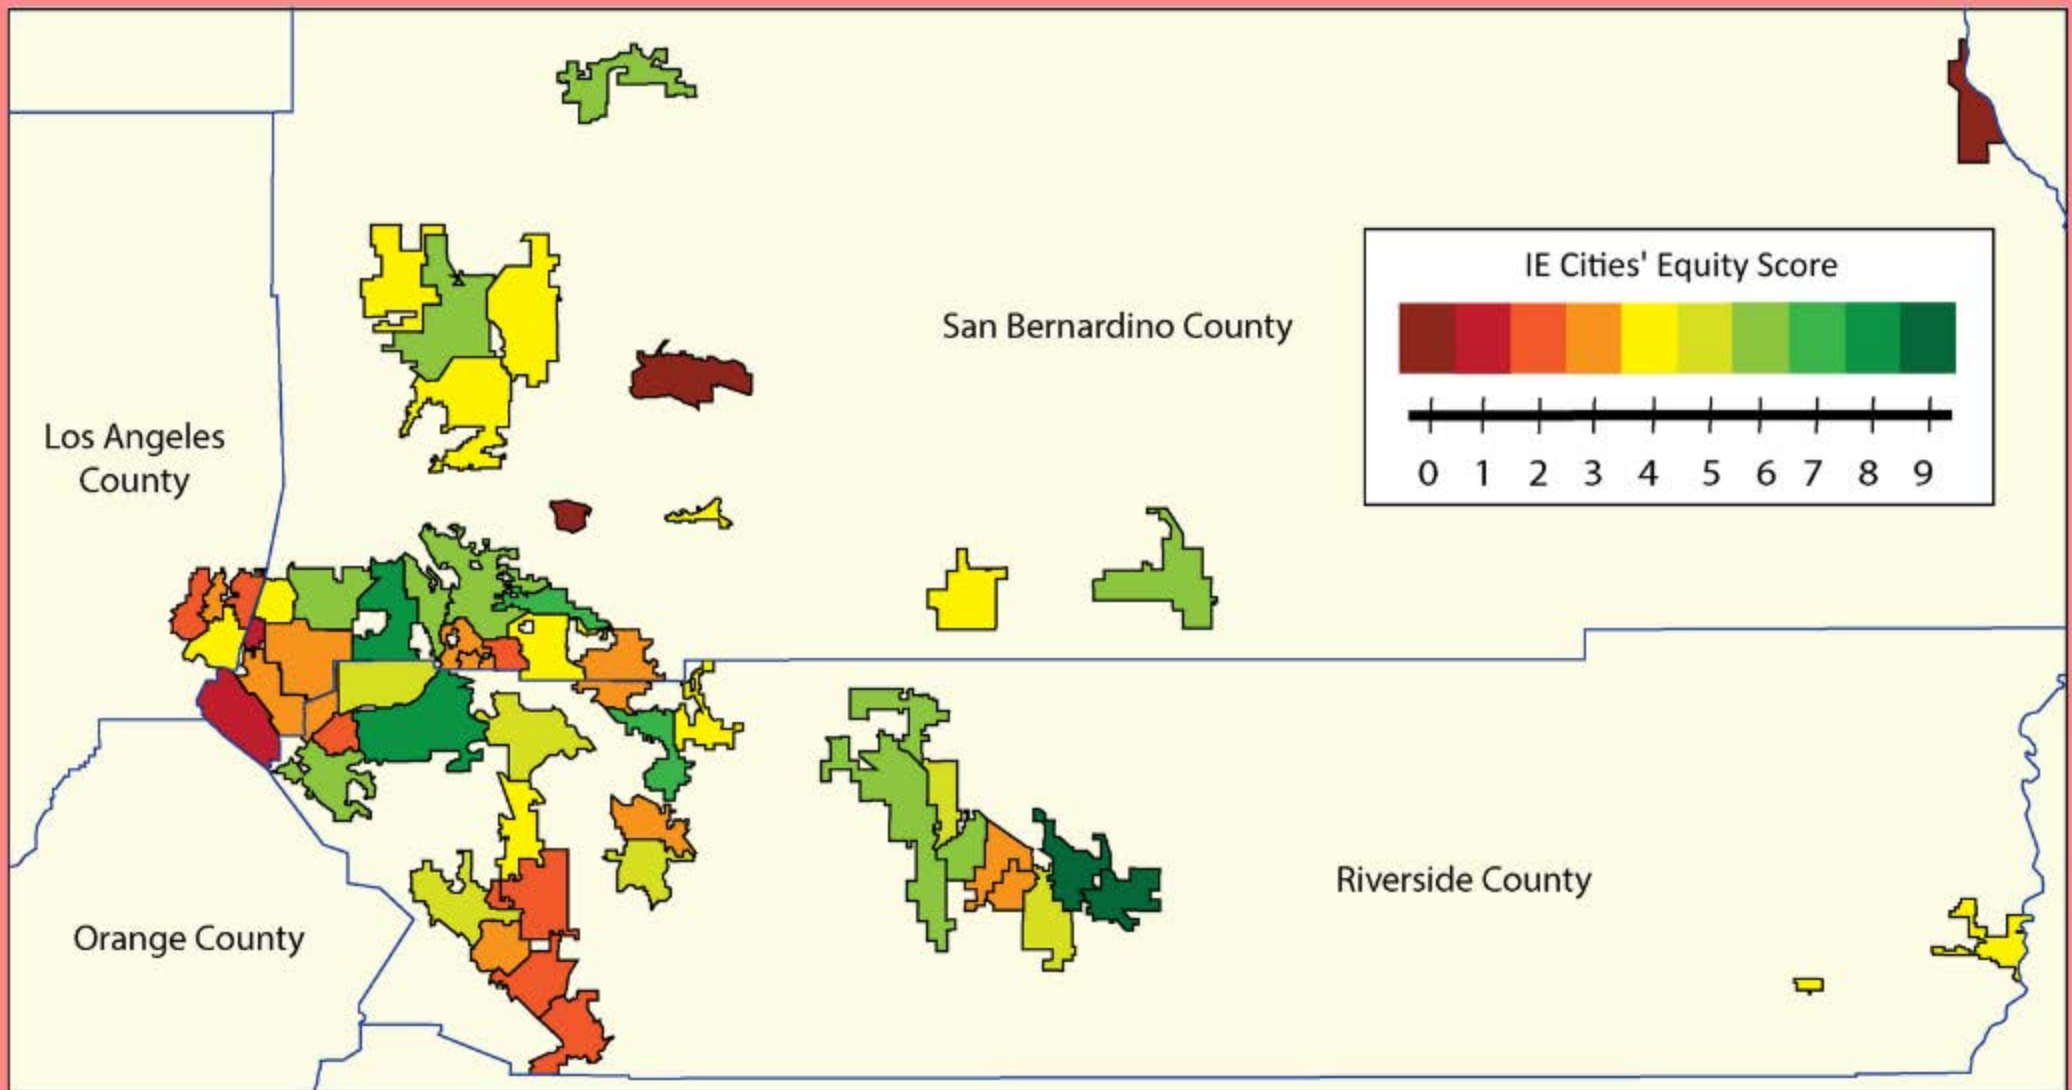 San Bernardino County
IE Cities' Equity Score
0 1 2 3 4 5 6 7 8 9
Los Angeles
County
Riverside County
Orange County